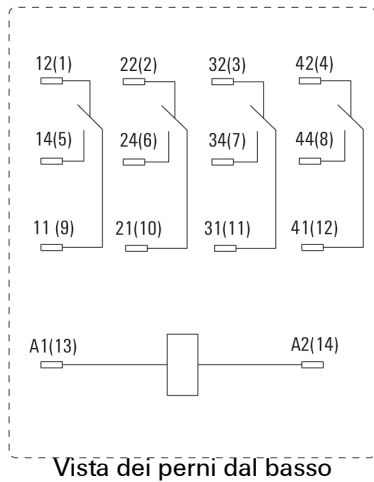 12(1) 22(2) 32(3) 42(4)
14(5) 24(6) 34(7) 44(8)
11 (9) 21(10) 31(11) 41(12)
A1(13) A2(14)
Vista dei perni dal basso